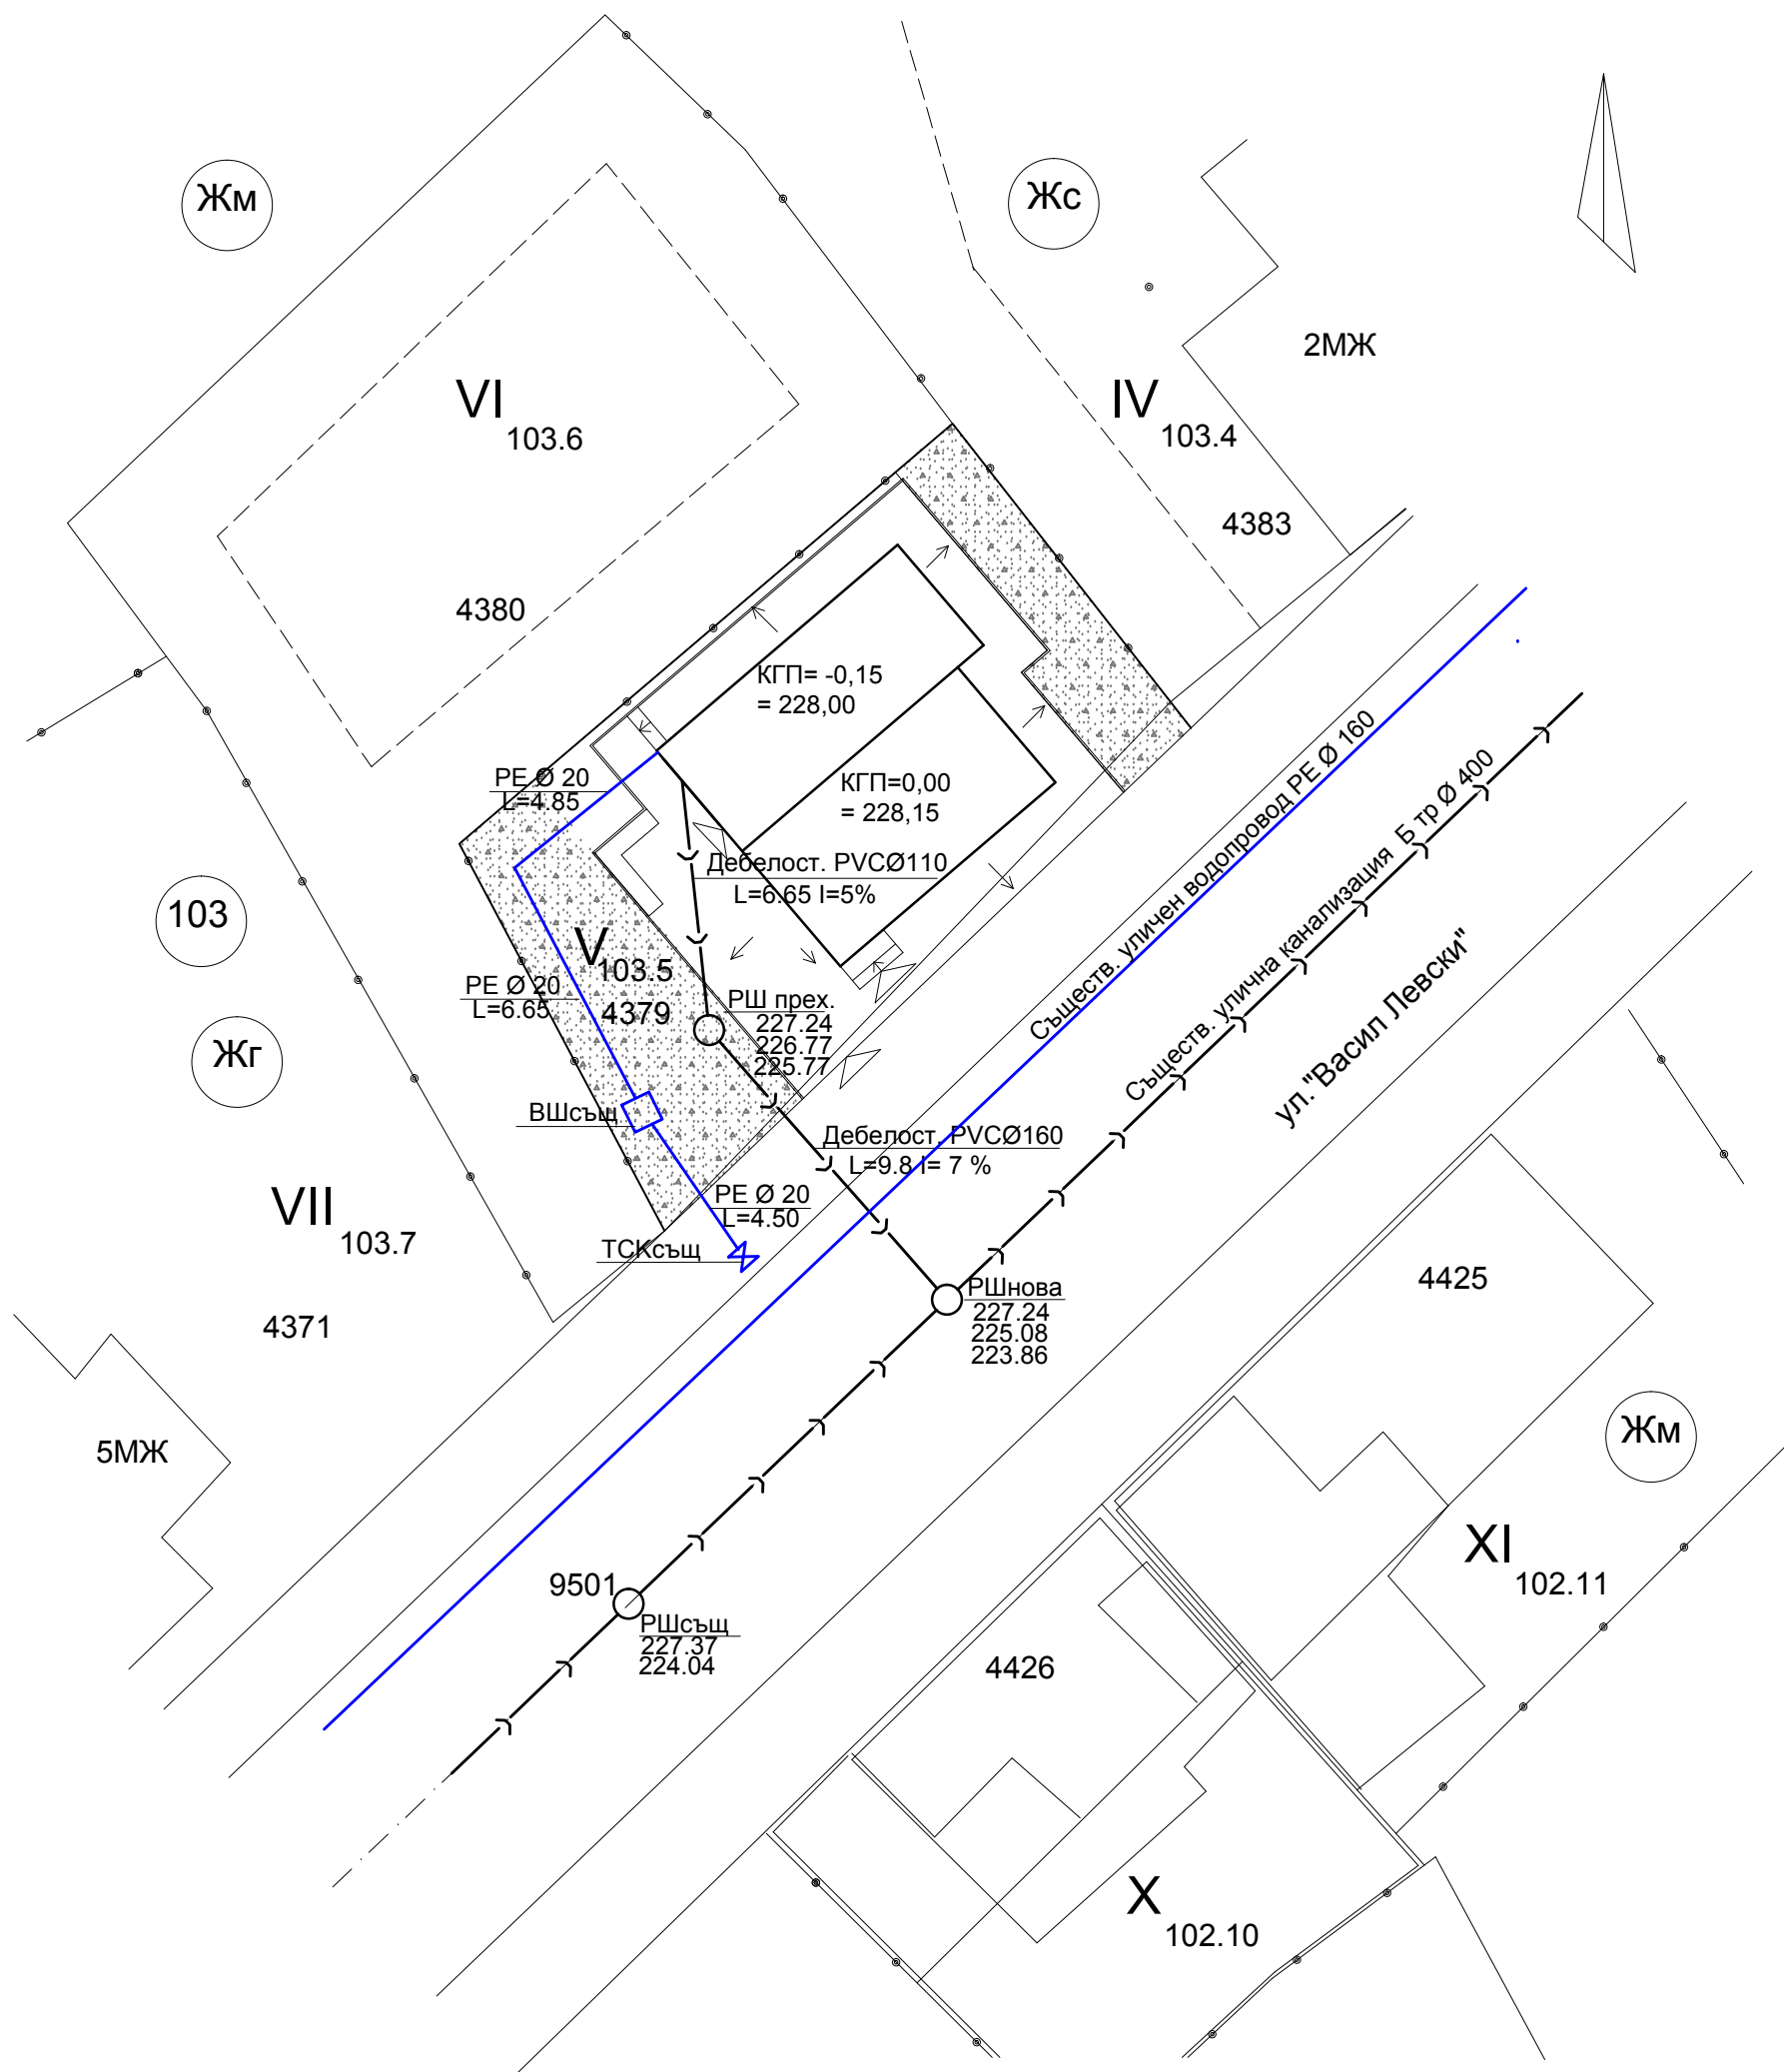 Жм
Жс
2МЖ
VI
103.6
IV
103.4
4383
4380
КГП= -0,15
= 228,00
КГП=0,00
= 228,15
PE Ø 20
L=4.85
Дебелост. PVCØ110
L=6.65 I=5%
103
V
103.5
4379
PE Ø 20
L=6.65
РШ прех.
227.24
226.77
225.77
Жг
ВШсъщ
Дебелост. PVCØ160
L=9.8 I= 7 %
PE Ø 20
L=4.50
ТСКсъщ
Съществ. уличен водопровод PE Ø 160
Съществ. улична канализация Б тр Ø 400
ул. "Васил Левски"
VII
103.7
4371
5МЖ
РШнова
227.24
225.08
223.86
4425
Жм
XI
102.11
9501
РШсъщ
227.37
224.04
4426
X
102.10